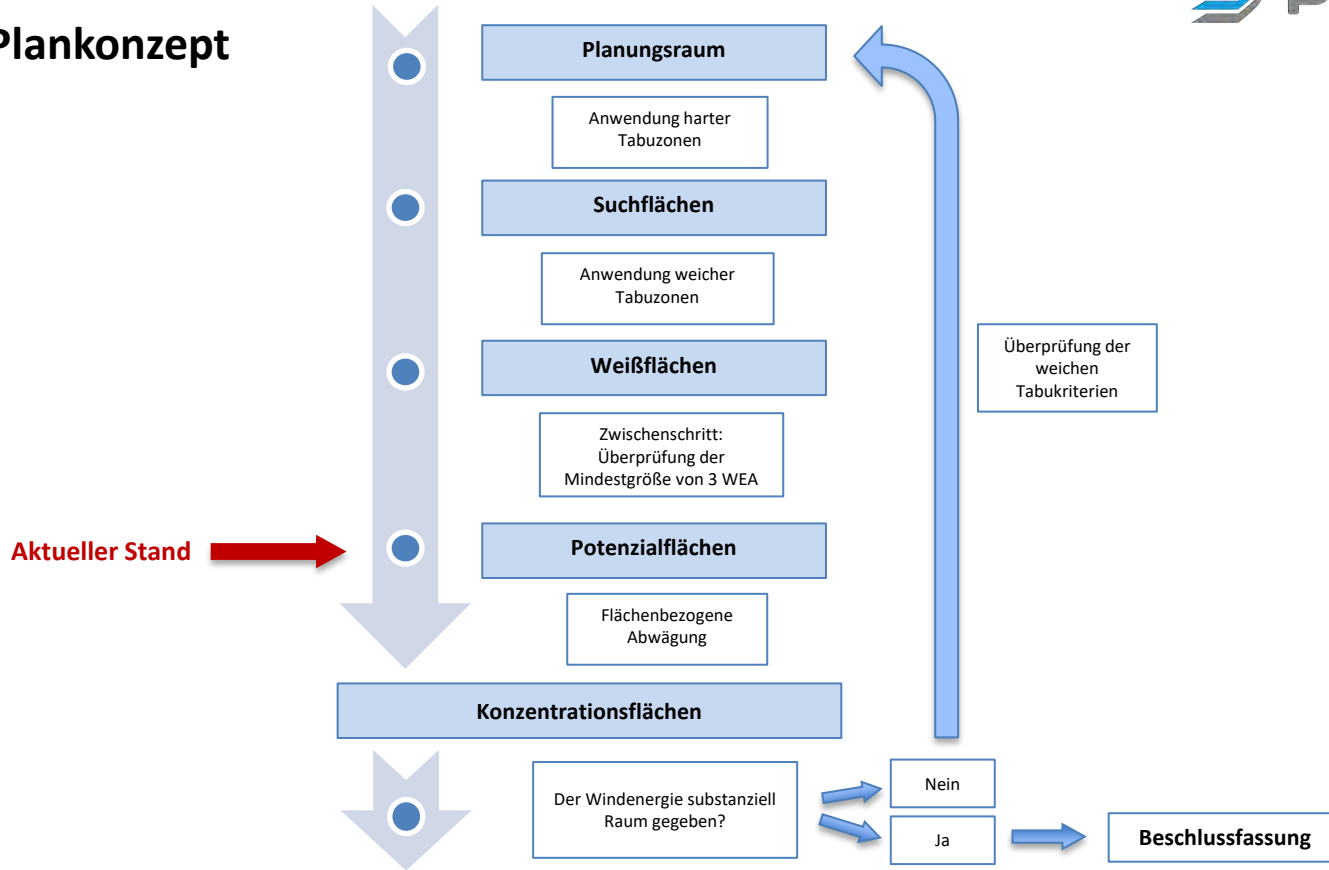 Plankonzept
Planungsraum
Anwendung harter
Tabuzonen
Suchflächen
Anwendung weicher
Tabuzonen
Weißflächen
Überprüfung der
weichen
Tabukriterien
Zwischenschritt:
Überprüfung der
Mindestgröße von 3 WEA
Aktueller Stand
Potenzialflächen
Flächenbezogene
Abwägung
Konzentrationsflächen
Der Windenergie substanziell
Raum gegeben?
Nein
Ja
Beschlussfassung